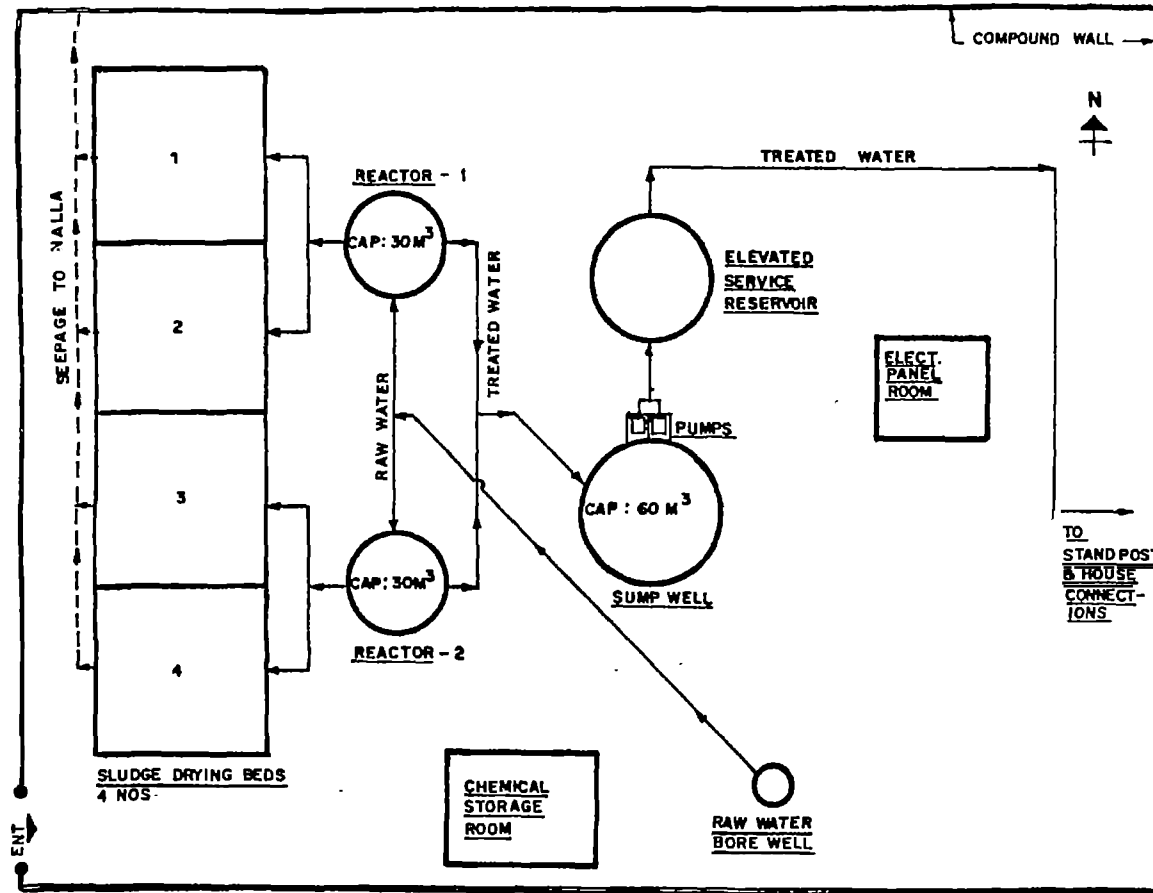 COMPOUND WALL
N
TREATED WATER
1
REACTOR - 1
CAP: 30M³
SEEPAGE TO NALLA
2
RAW WATER
TREATED WATER
ELEVATED
SERVICE
RESERVOIR
ELECT.
PANEL
ROOM
PUMPS
3
CAP : 60 M³
SUMP WELL
CAP: 30M³
REACTOR - 2
4
TO
STAND POST
& HOUSE
CONNECT-
IONS
SLUDGE DRYING BEDS
4 NOS.
CHEMICAL
STORAGE
ROOM
RAW WATER
BORE WELL
ENT